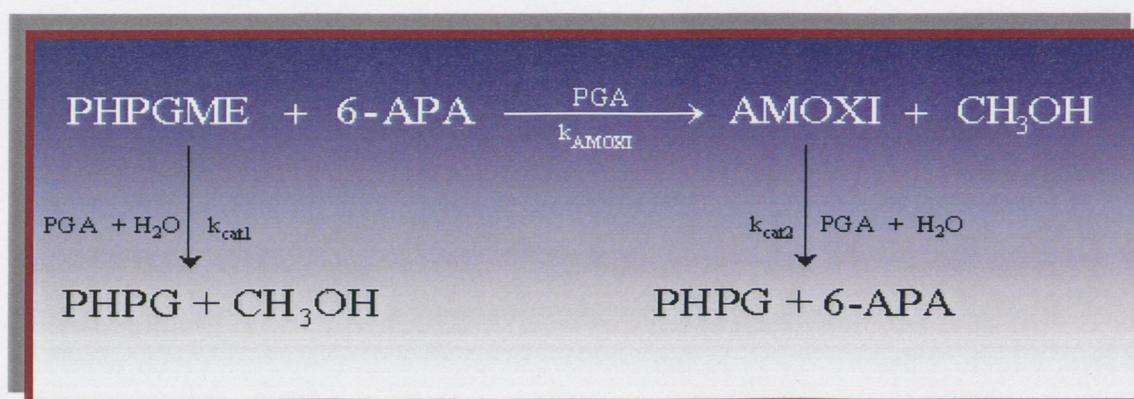 PHPGME + 6-APA PGA AMOXI + CH₃OH
k_AMOXI
PGA + H₂O k_cat1 k_cat2 PGA + H₂O
PHPG + CH₃OH PHPG + 6-APA